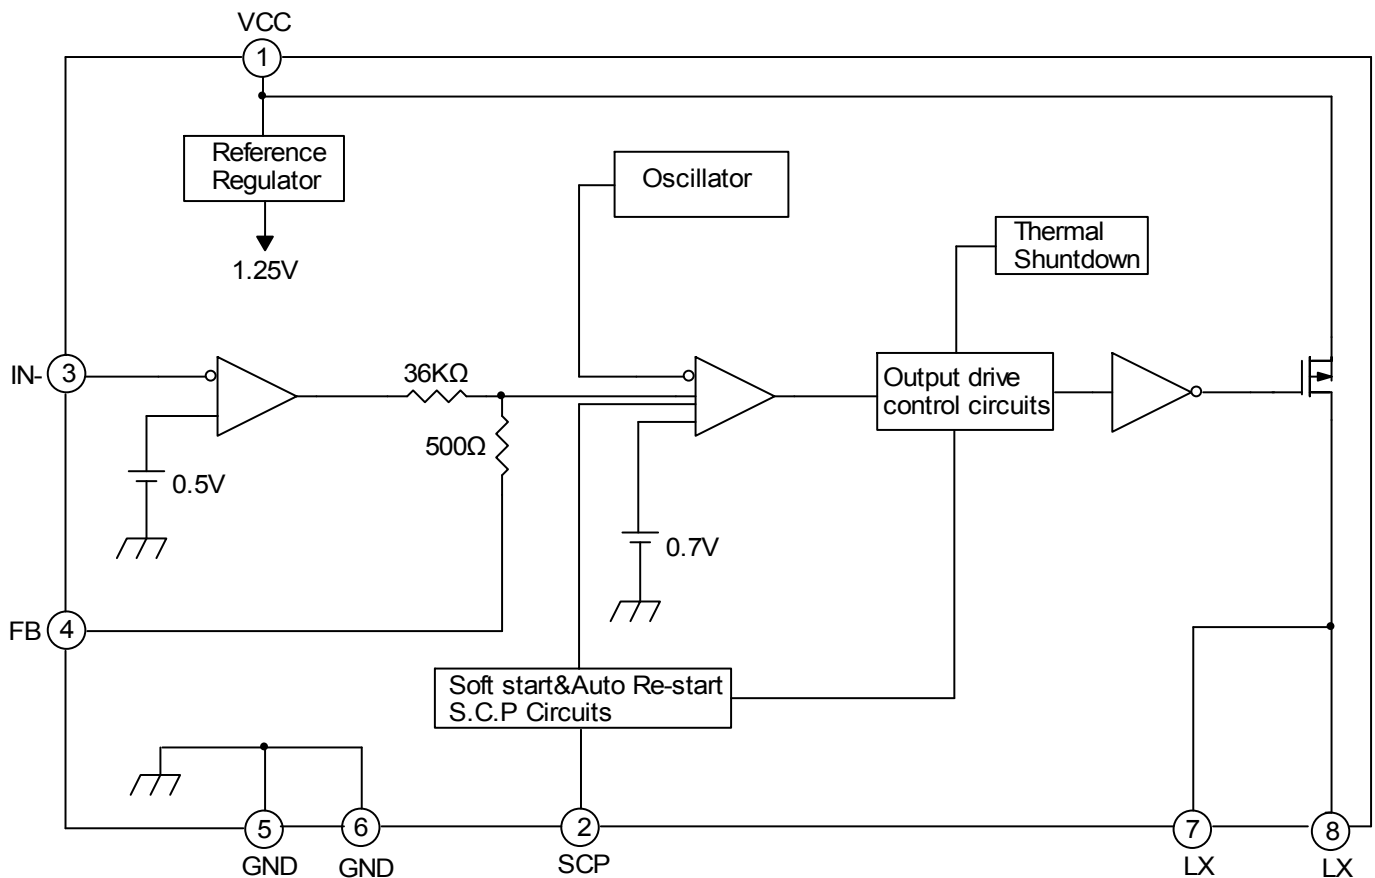 VCC
1
Reference
Regulator
1.25V
Oscillator
Thermal
Shuntdown
IN-
3
36KΩ
Output drive
control circuits
500Ω
0.5V
0.7V
FB
4
Soft start&Auto Re-start
S.C.P Circuits
5
6
2
7
8
GND
GND
SCP
LX
LX